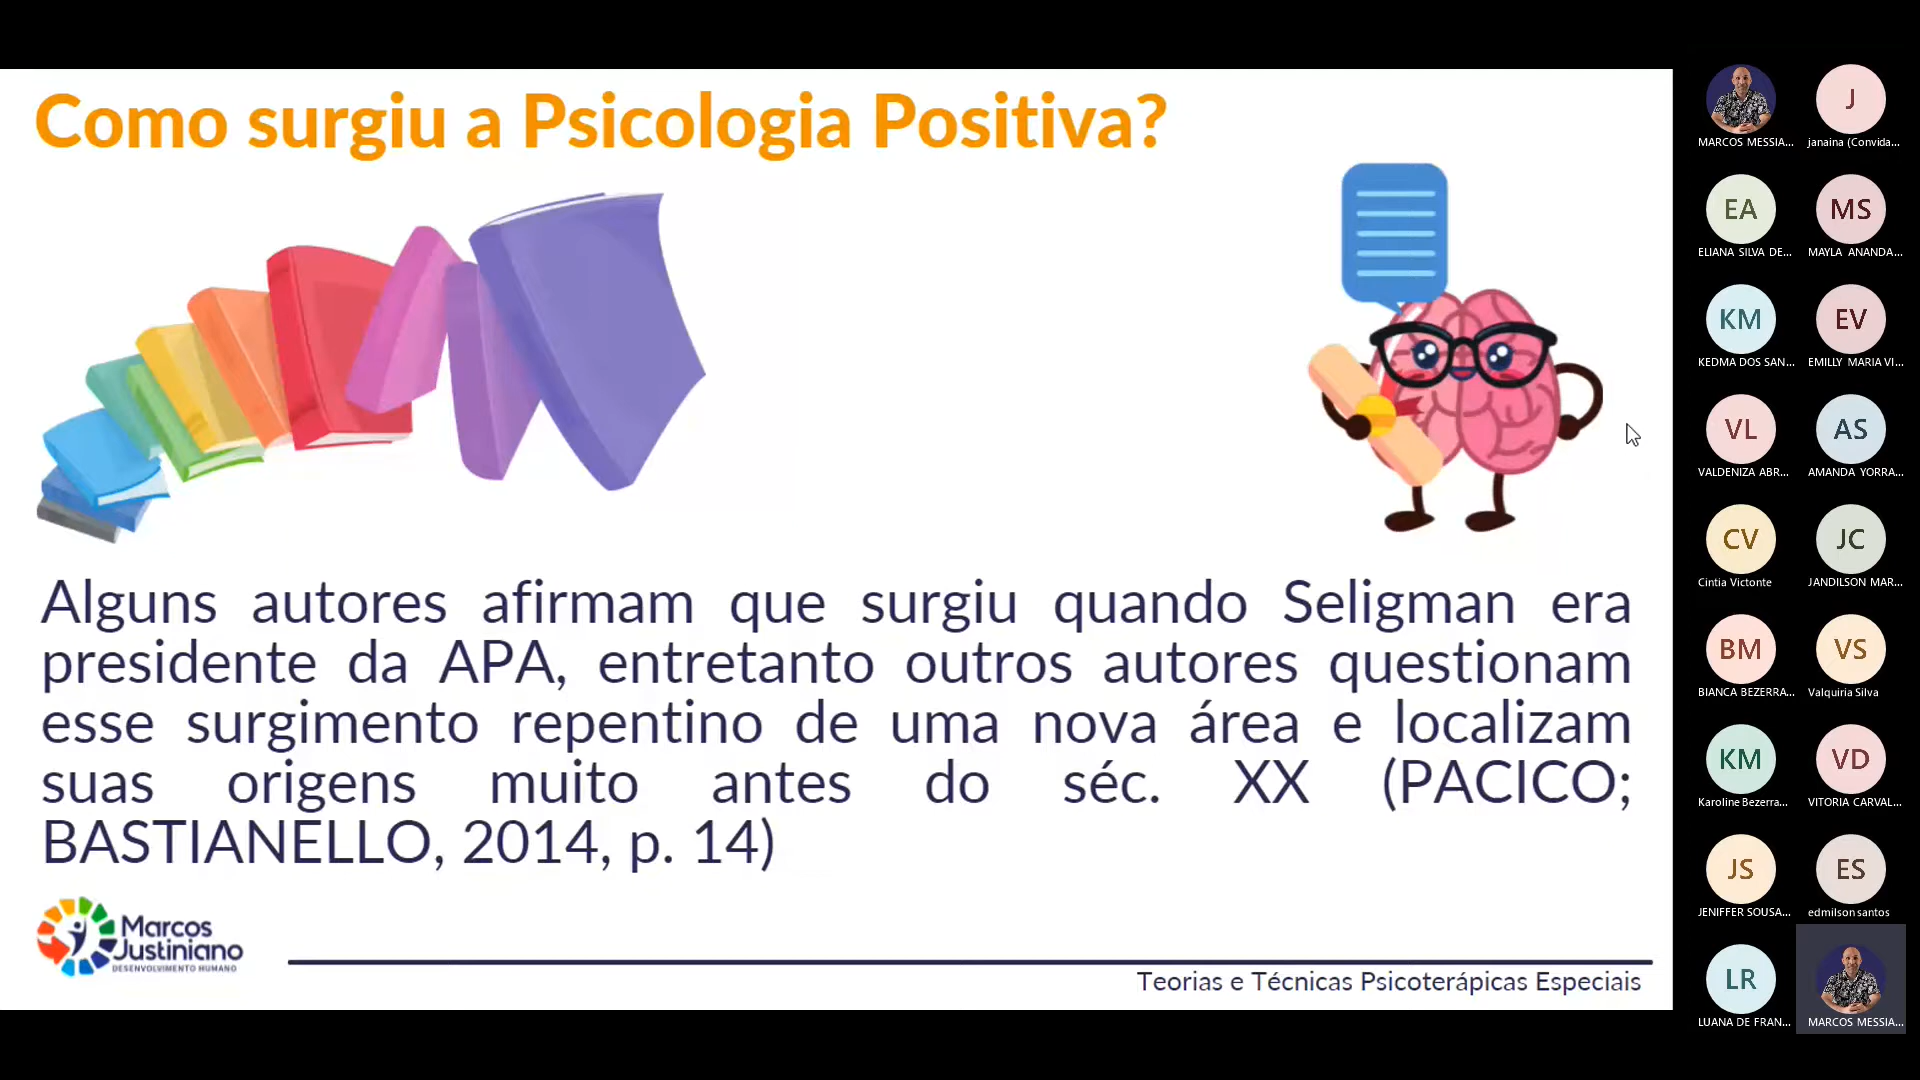 Como surgiu a Psicologia Positiva?
Alguns autores afirmam que surgiu quando Seligman era
presidente da APA, entretanto outros autores questionam
esse surgimento repentino de uma nova área e localizam
suas origens muito antes do séc. XX (PACICO;
BASTIANELLO, 2014, p. 14)
Marcos
Justiniano
DESENVOLVIMENTO HUMANO
Teorias e Técnicas Psicoterápicas Especiais
MARCOS MESSIA...
J
janaina (Convida...
EA
ELIANA SILVA DE...
MS
MAYLA ANANDA...
KM
KEDMA DOS SAN...
EV
EMILLY MARIA VI...
VL
VALDENIZA ABR...
AS
AMANDA YORRA...
CV
Cintia Victonte
JC
JANDILSON MAR...
BM
BIANCA BEZERRA...
VS
Valquiria Silva
KM
Karoline Bezerra...
VD
VITORIA CARVAL...
JS
JENIFFER SOUSA...
ES
edmilson santos
LR
LUANA DE FRAN...
MARCOS MESSIA...